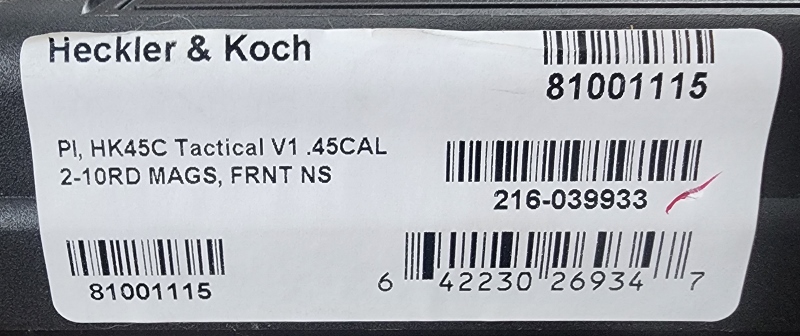 Heckler & Koch
81001115
PI, HK45C Tactical V1 .45CAL
2-10RD MAGS, FRNT NS
216-039933
81001115
6 42230 26934 7